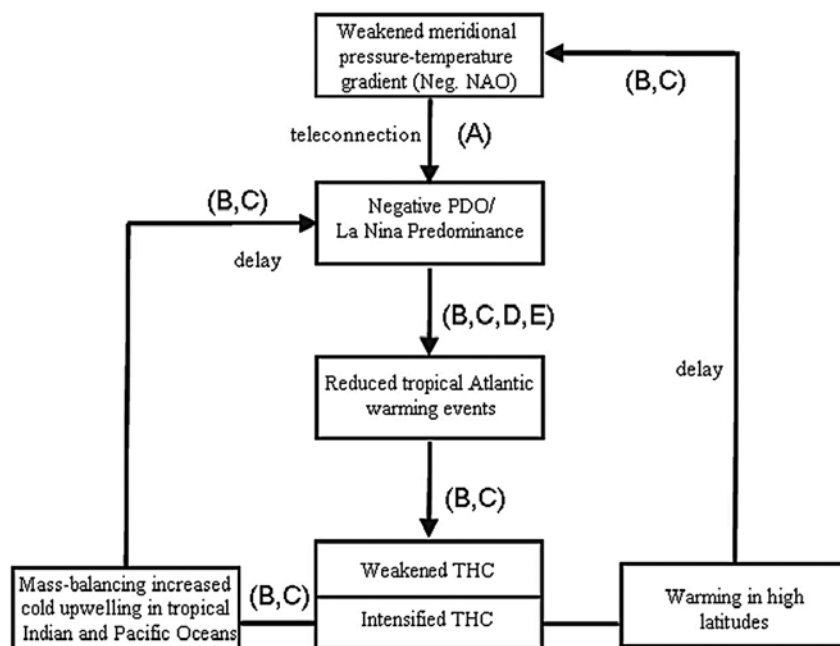 Weakened meridional
pressure-temperature
gradient (Neg. NAO)
(B,C)
teleconnection
(A)
(B,C)
Negative PDO/
La Nina Predominance
delay
(B,C,D,E)
Reduced tropical Atlantic
warming events
delay
(B,C)
Weakened THC
Mass-balancing increased
cold upwelling in tropical
Indian and Pacific Oceans
(B,C)
Intensified THC
Warming in high
latitudes